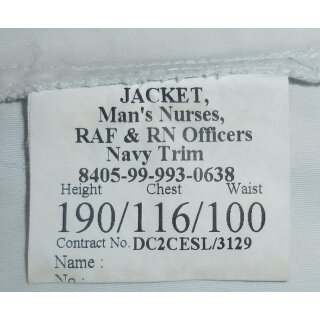 JACKET,
Man's Nurses,
RAF & RN Officers
Navy Trim
8405-99-993-0638
Height Chest Waist
190/116/100
Contract No. DC2CESL/3129
Name :
No :